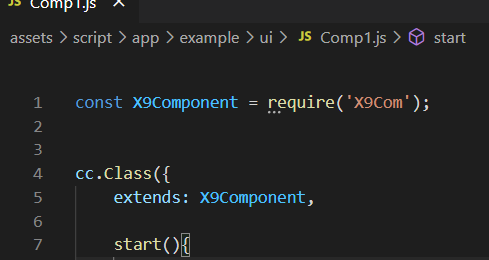 JS Comp1.js ×
assets > script > app > example > ui > JS Comp1.js > start
1 const X9Component = require('X9Com');
2
3
4 cc.Class({
5 extends: X9Component,
6
7 start(){